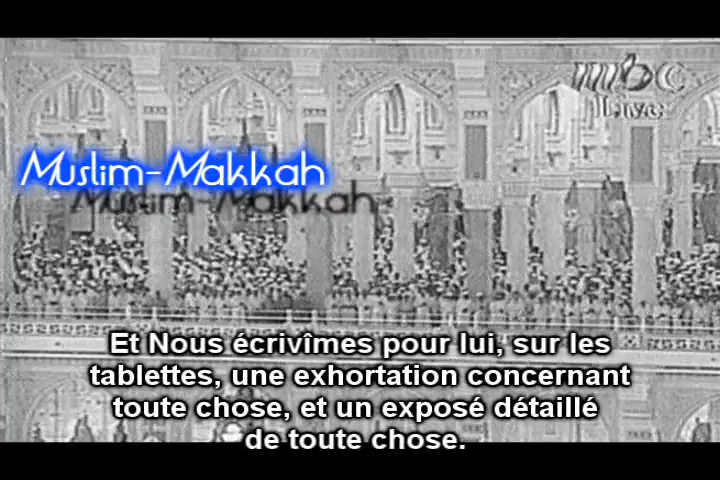 mbc
Live
Muslim-Makkah
Muslim-Makkah
Et Nous écrivîmes pour lui, sur les
tablettes, une exhortation concernant
toute chose, et un exposé détaillé
de toute chose.